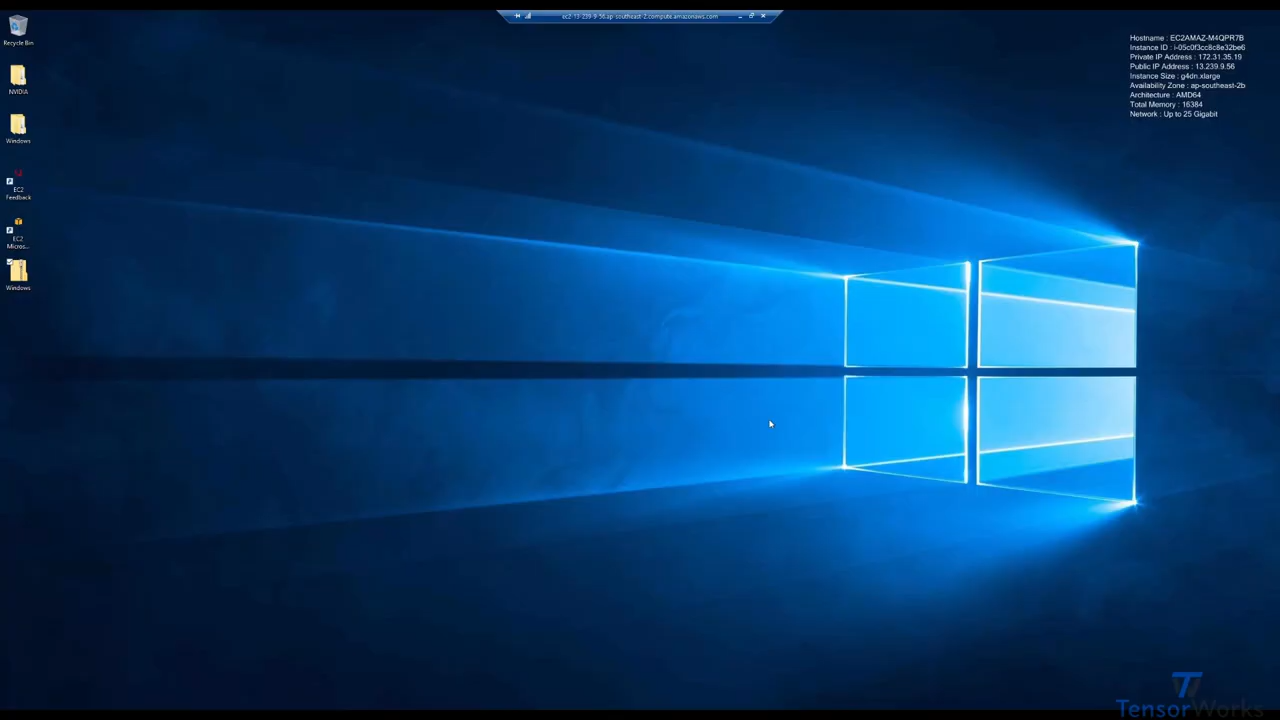 ec2-13-239-9-56.ap-southeast-2.compute.amazonaws.com
Recycle Bin
NVIDIA
Windows
EC2
Feedback
EC2
Micros...
Windows
Hostname : EC2AMAZ-M4QPR7B
Instance ID : i-05c0f3cc8c8e32be6
Private IP Address : 172.31.35.19
Public IP Address : 13.239.9.56
Instance Size : g4dn.xlarge
Availability Zone : ap-southeast-2b
Architecture : AMD64
Total Memory : 16384
Network : Up to 25 Gigabit
TensorWorks